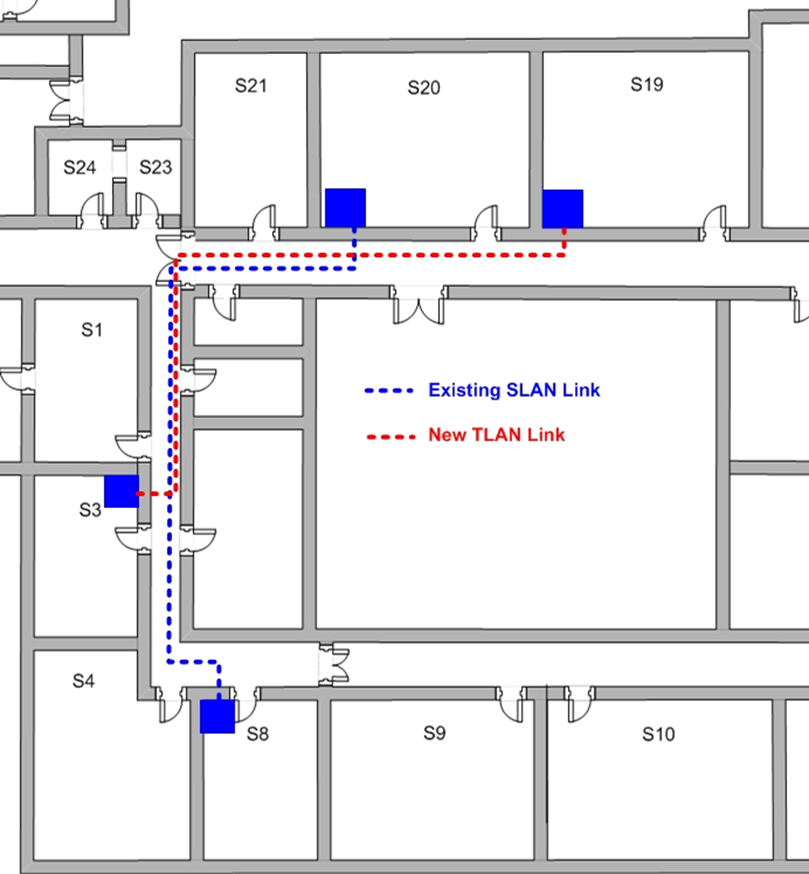 S21
S20
S19
S24
S23
S1
Existing SLAN Link
New TLAN Link
S3
S4
S8
S9
S10